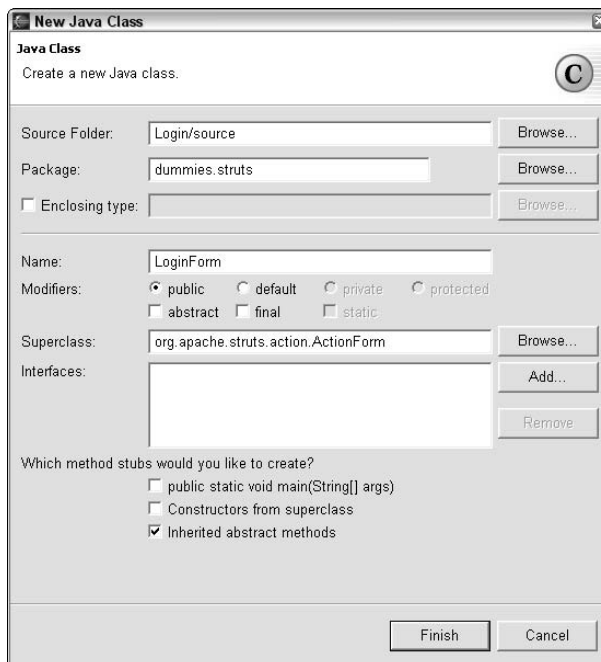 New Java Class
Java Class
Create a new Java class.
C
Source Folder: Login/source Browse...
Package: dummies.struts Browse...
Enclosing type: Browse...
Name: LoginForm
Modifiers: public default private protected
abstract final static
Superclass: org.apache.struts.action.ActionForm Browse...
Interfaces: Add...
Remove
Which method stubs would you like to create?
public static void main(String[] args)
Constructors from superclass
Inherited abstract methods
Finish Cancel